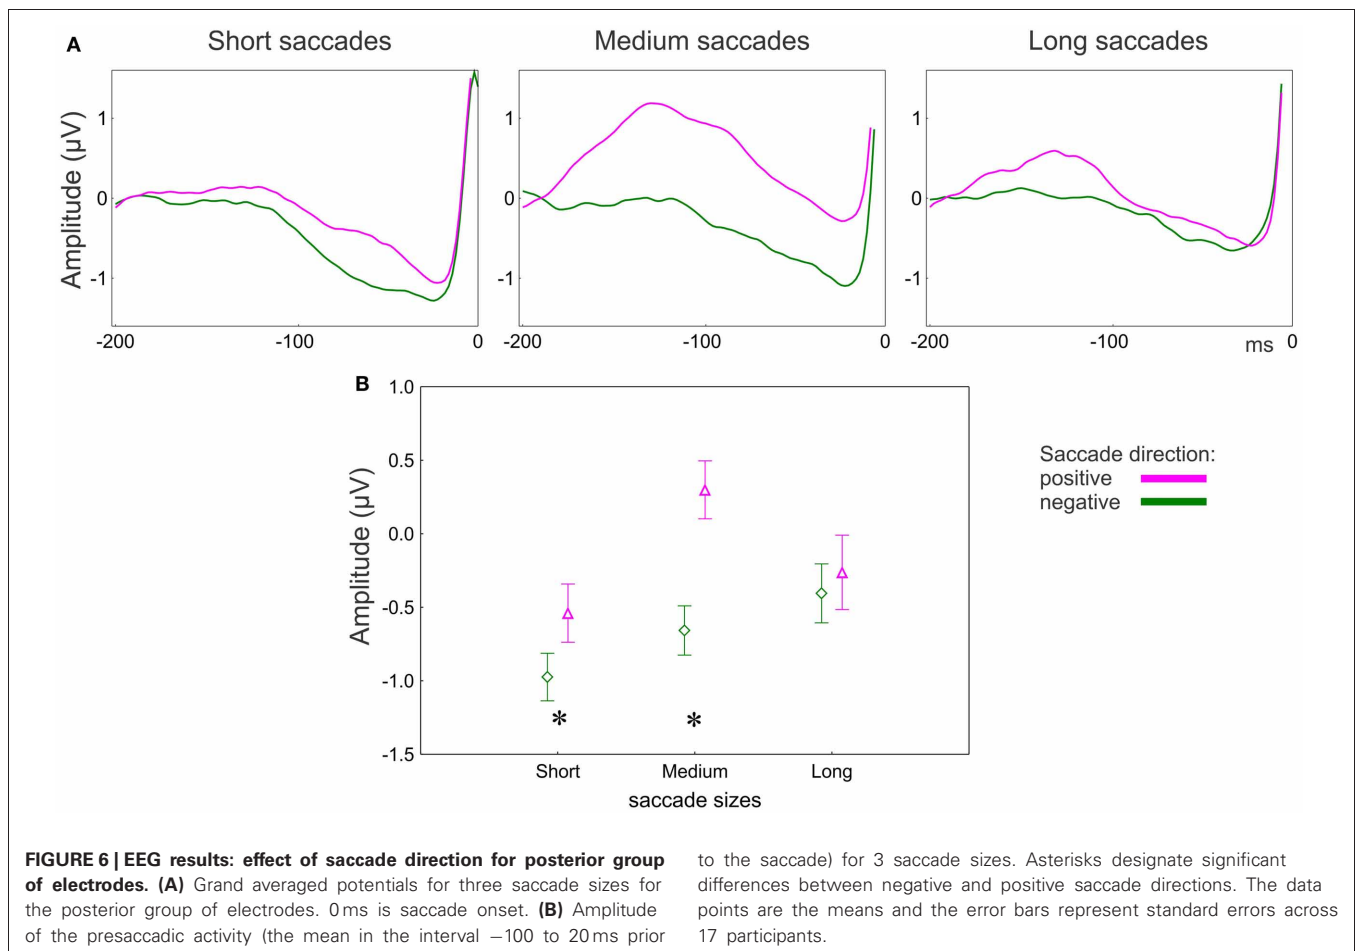 A
Short saccades
Medium saccades
Long saccades
Amplitude (µV)
1
0
-1
-200
-100
0
-200
-100
0
1
0
-1
-200
-100
ms
0
B
Amplitude (µV)
1.0
0.5
0.0
-0.5
-1.0
-1.5
*
*
Short
Medium
Long
saccade sizes
Saccade direction:
positive
negative
FIGURE 6 | EEG results: effect of saccade direction for posterior group
of electrodes. (A) Grand averaged potentials for three saccade sizes for
the posterior group of electrodes. 0 ms is saccade onset. (B) Amplitude
of the presaccadic activity (the mean in the interval −100 to 20 ms prior
to the saccade) for 3 saccade sizes. Asterisks designate significant
differences between negative and positive saccade directions. The data
points are the means and the error bars represent standard errors across
17 participants.